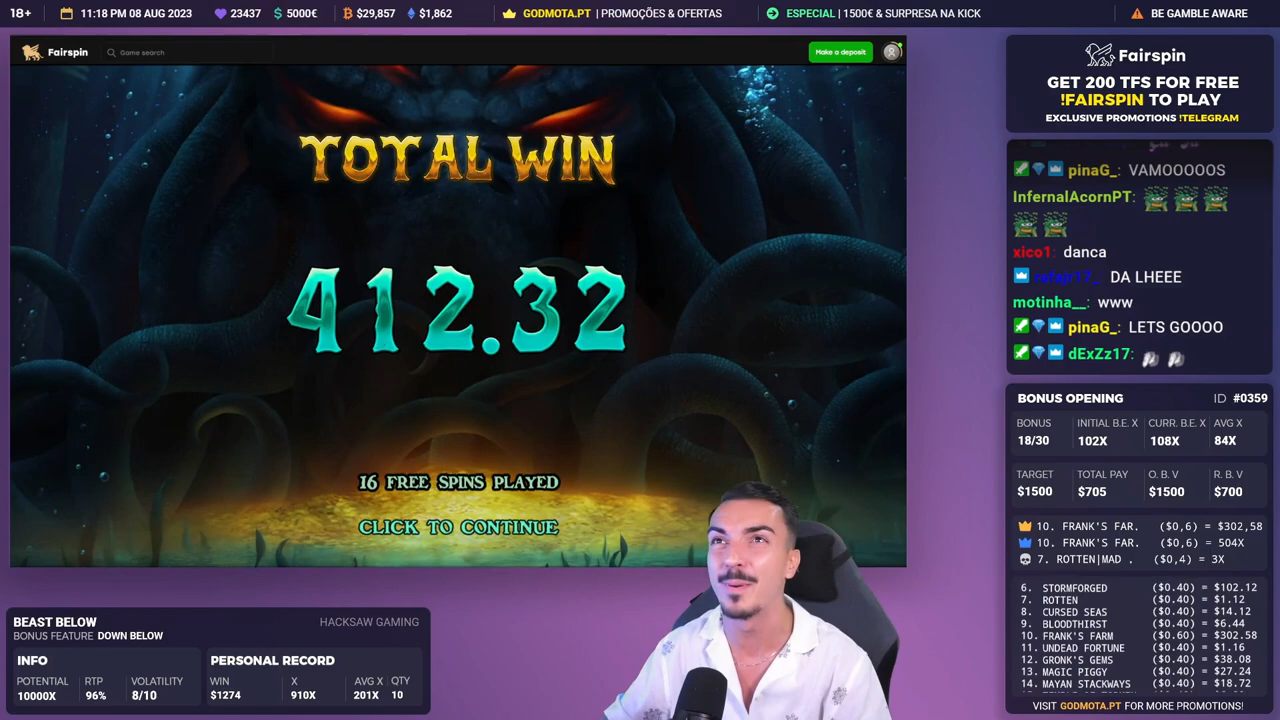 18+
11:18 PM 08 AUG 2023
23437
5000€
$29,857
$1,862
GODMOTA.PT | PROMOÇÕES & OFERTAS
ESPECIAL | 1500€ & SURPRESA NA KICK
BE GAMBLE AWARE
Fairspin
Game search
Make a deposit
TOTAL WIN
412.32
16 FREE SPINS PLAYED
CLICK TO CONTINUE
Fairspin
GET 200 TFS FOR FREE
!FAIRSPIN TO PLAY
EXCLUSIVE PROMOTIONS !TELEGRAM
pinaG_: VAMOOOOOS
InfernalAcornPT:
xico1: danca
rafajr17_: DA LHEEE
motinha__: www
pinaG_: LETS GOOOO
dExZz17:
BONUS OPENING ID #0359
BONUS INITIAL B.E. X CURR. B.E. X AVG X
18/30 102X 108X 84X
TARGET TOTAL PAY O. B. V R. B. V
$1500 $705 $1500 $700
10. FRANK'S FAR. ($0,6) = $302,58
10. FRANK'S FAR. ($0,6) = 504X
7. ROTTEN|MAD . ($0,4) = 3X
6. STORMFORGED ($0.40) = $102.12
7. ROTTEN ($0.40) = $1.12
8. CURSED SEAS ($0.40) = $14.12
9. BLOODTHIRST ($0.40) = $6.44
10. FRANK'S FARM ($0.60) = $302.58
11. UNDEAD FORTUNE ($0.40) = $1.16
12. GRONK'S GEMS ($0.40) = $38.08
13. MAGIC PIGGY ($0.40) = $27.24
14. MAYAN STACKWAYS ($0.40) = $18.72
VISIT GODMOTA.PT FOR MORE PROMOTIONS!
BEAST BELOW HACKSAW GAMING
BONUS FEATURE DOWN BELOW
INFO
POTENTIAL RTP VOLATILITY
10000X 96% 8/10
PERSONAL RECORD
WIN X AVG X QTY
$1274 910X 201X 10